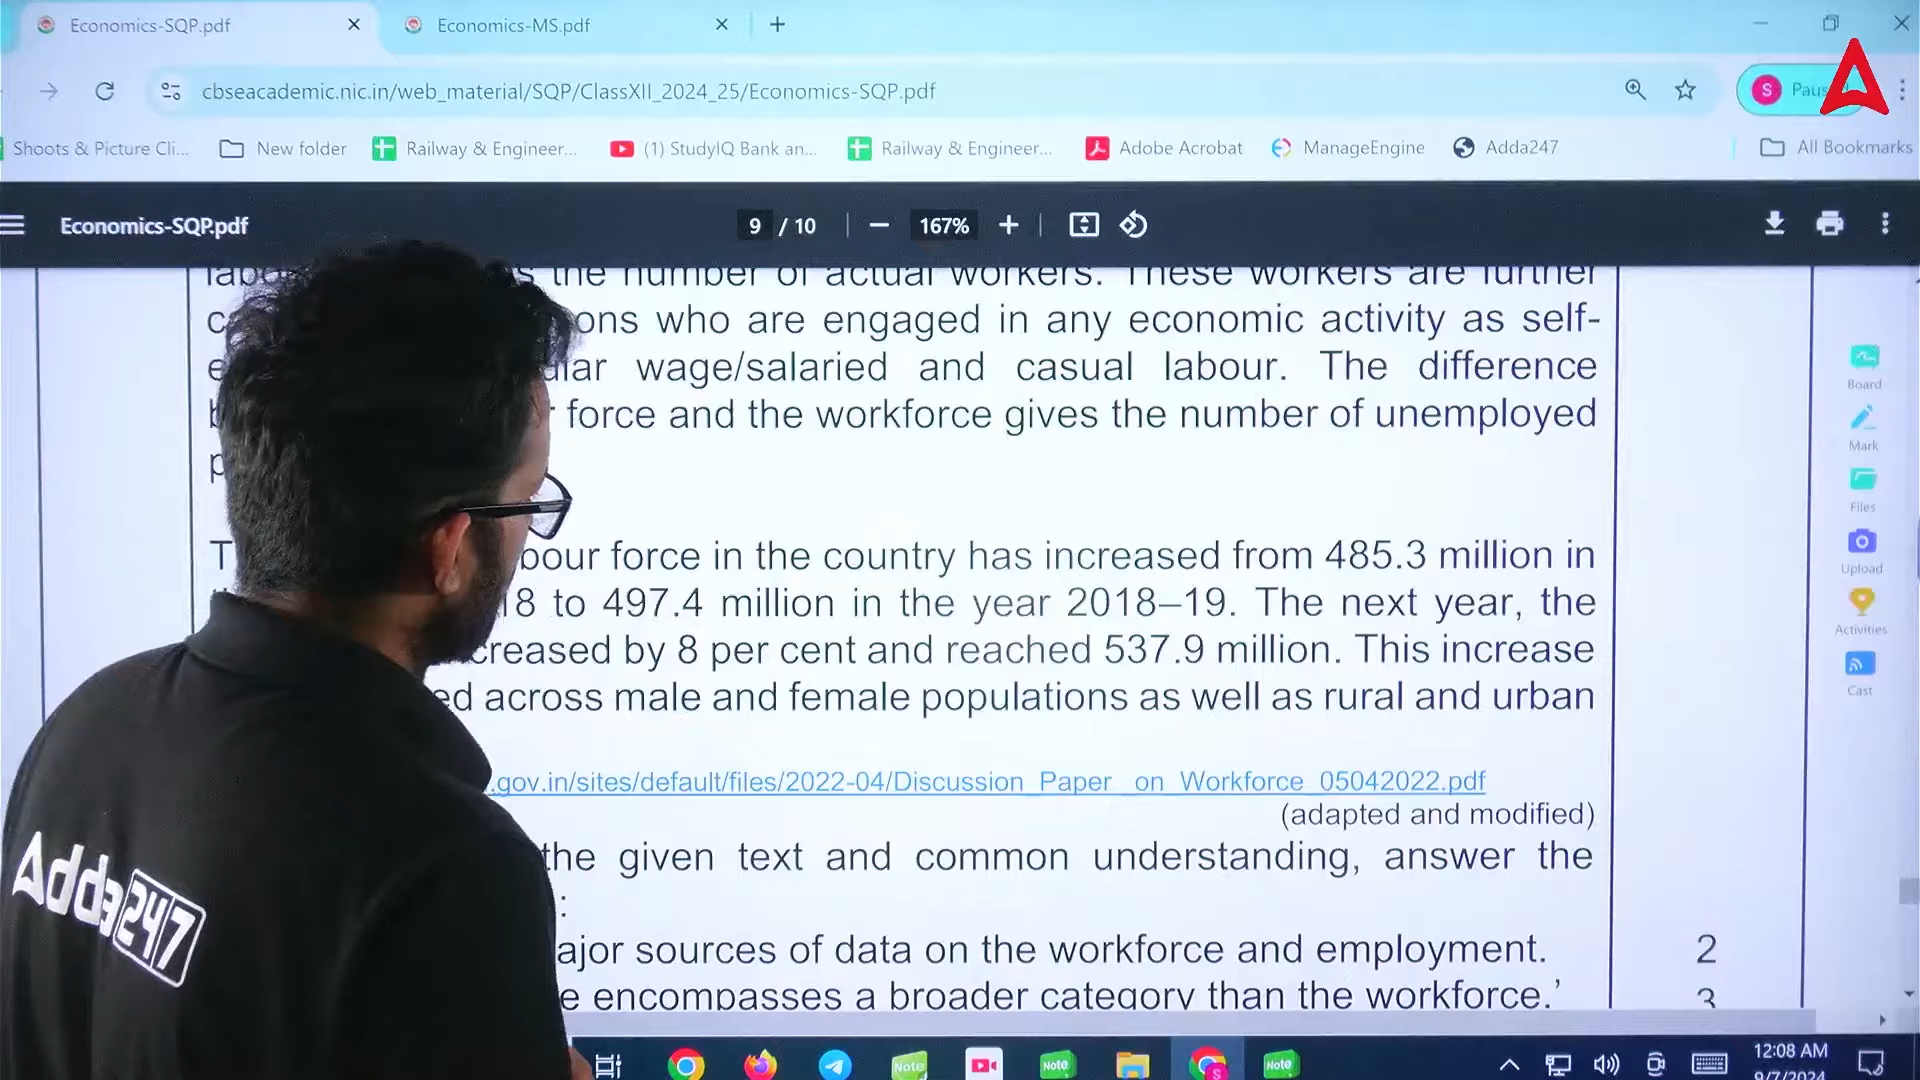 Economics-SQP.pdf
Economics-MS.pdf
cbseacademic.nic.in/web_material/SQP/ClassXII_2024_25/Economics-SQP.pdf
S
Shoots & Picture Cli...
New folder
Railway & Engineer...
(1) StudyIQ Bank an...
Railway & Engineer...
Adobe Acrobat
ManageEngine
Adda247
All Bookmarks
Economics-SQP.pdf
9 / 10
167%
the number of actual workers. These workers are further
who are engaged in any economic activity as self-
wage/salaried and casual labour. The difference
force and the workforce gives the number of unemployed
force in the country has increased from 485.3 million in
to 497.4 million in the year 2018–19. The next year, the
by 8 per cent and reached 537.9 million. This increase
across male and female populations as well as rural and urban
.gov.in/sites/default/files/2022-04/Discussion_Paper_on_Workforce_05042022.pdf
(adapted and modified)
the given text and common understanding, answer the
:
sources of data on the workforce and employment. 2
encompasses a broader category than the workforce.' 3
Board
Mark
Files
Upload
Activities
Cast
Adda247
Note
Note
Note
12:08 AM
9/7/2024